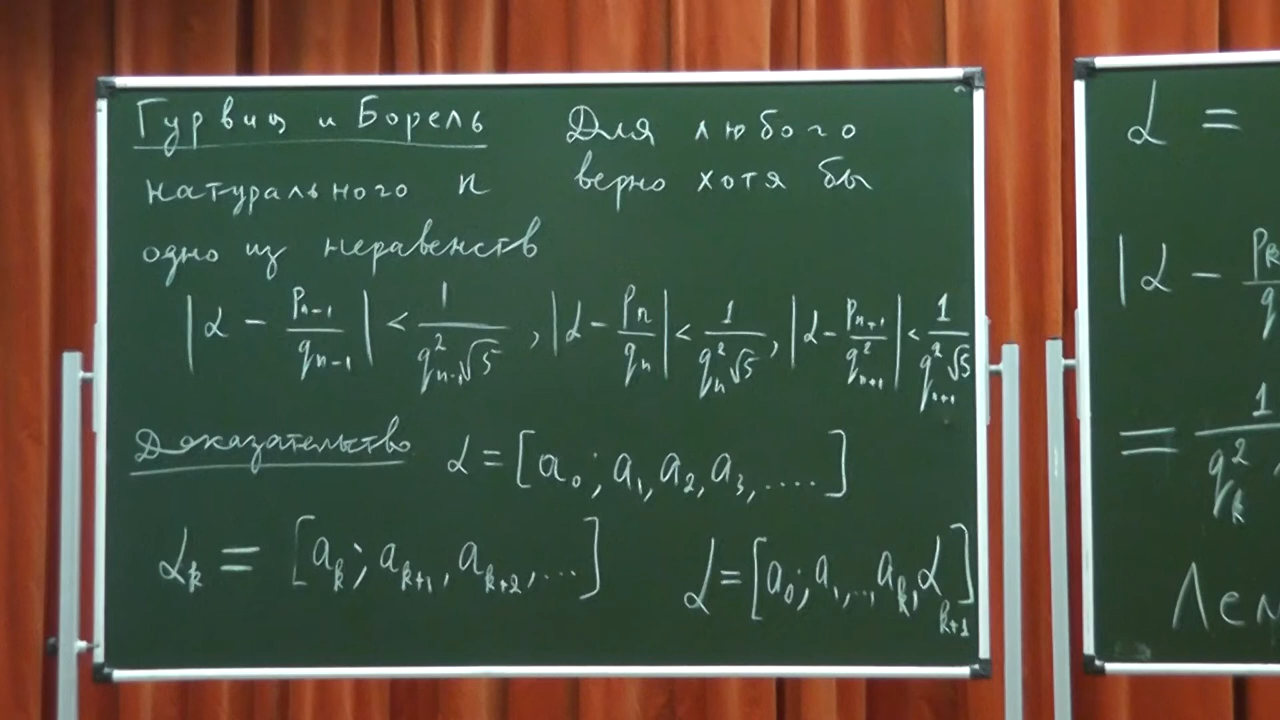 Гурвиц и Борель Для любого
натурального n верно хотя бы
одно из неравенств
|α − p_{n-1}/q_{n-1}| < 1/(q²_{n-1}√5), |α − p_n/q_n| < 1/(q²_n√5), |α − p_{n+1}/q²_{n+1}| < 1/(q²_{n+1}√5)
Доказательство α = [a₀; a₁, a₂, a₃, ....]
α_k = [a_k; a_{k+1}, a_{k+2}, ...] α = [a₀; a₁, .., a_k, α_{k+1}]
α =
|α − p_k/q
= 1/q²_k
Лем